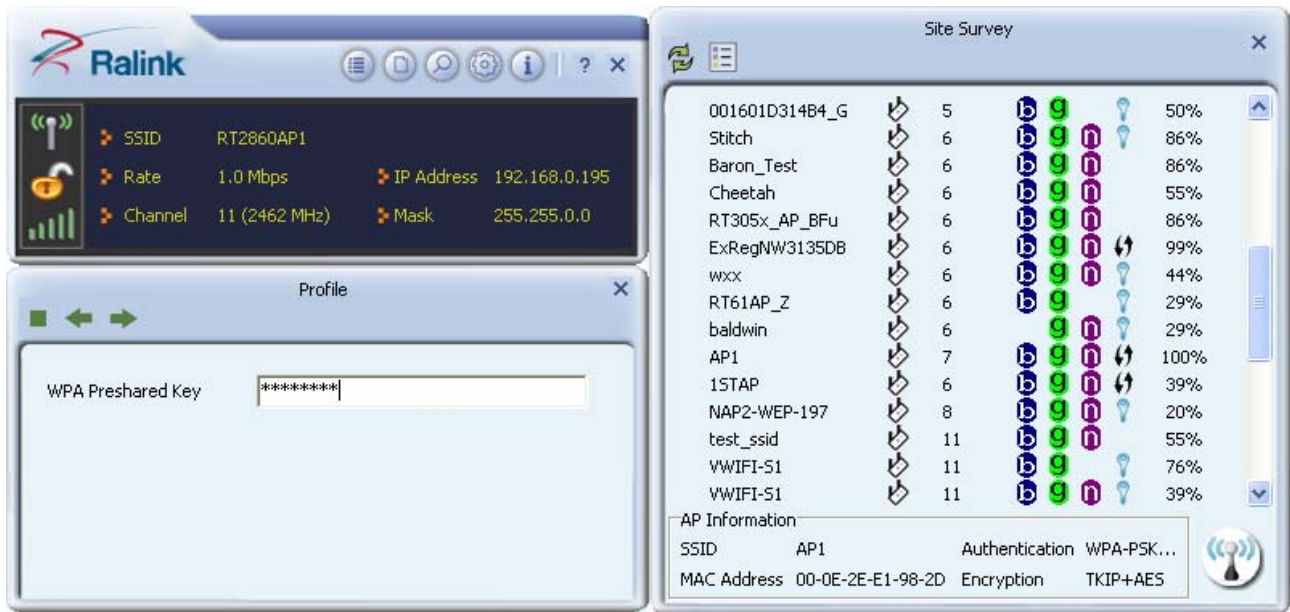 Ralink
? ×
SSID RT2860AP1
Rate 1.0 Mbps IP Address 192.168.0.195
Channel 11 (2462 MHz) Mask 255.255.0.0
Profile
WPA Preshared Key ********
Site Survey
001601D314B4_G 5 b g 50%
Stitch 6 b g n 86%
Baron_Test 6 b g n 86%
Cheetah 6 b g n 55%
RT305x_AP_BFu 6 b g n 86%
ExRegNW3135DB 6 b g n 99%
wxx 6 b g n 44%
RT61AP_Z 6 b g 29%
baldwin 6 g n 29%
AP1 7 b g n 100%
1STAP 6 b g n 39%
NAP2-WEP-197 8 b g n 20%
test_ssid 11 b g n 55%
VWIFI-S1 11 b g 76%
VWIFI-S1 11 b g n 39%
AP Information
SSID AP1 Authentication WPA-PSK...
MAC Address 00-0E-2E-E1-98-2D Encryption TKIP+AES